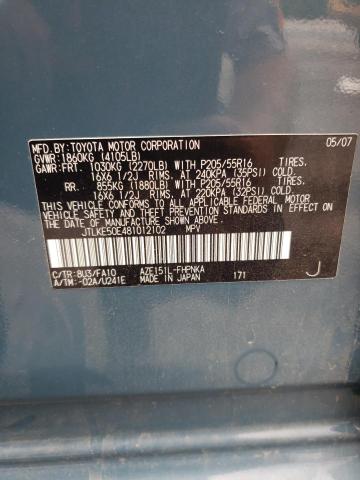 MFD. BY: TOYOTA MOTOR CORPORATION 05/07
GVWR: 1860KG (4105LB)
GAWR: FRT. 1030KG (2270LB) WITH P205/55R16 TIRES,
16X6 1/2J RIMS, AT 240KPA (35PSI) COLD
RR. 855KG (1880LB) WITH P205/55R16 TIRES,
16X6 1/2J RIMS, AT 220KPA (32PSI) COLD
THIS VEHICLE CONFORMS TO ALL APPLICABLE FEDERAL
MOTOR VEHICLE SAFETY, BUMPER, AND THEFT
PREVENTION STANDARDS IN EFFECT ON THE DATE
OF MANUFACTURE SHOWN ABOVE.
JTLKE50E481012102 MPV
C/TR: 8U3/FA10 AZE151L-FHPNKA
A/TM: -02A/U241E MADE IN JAPAN 171 J